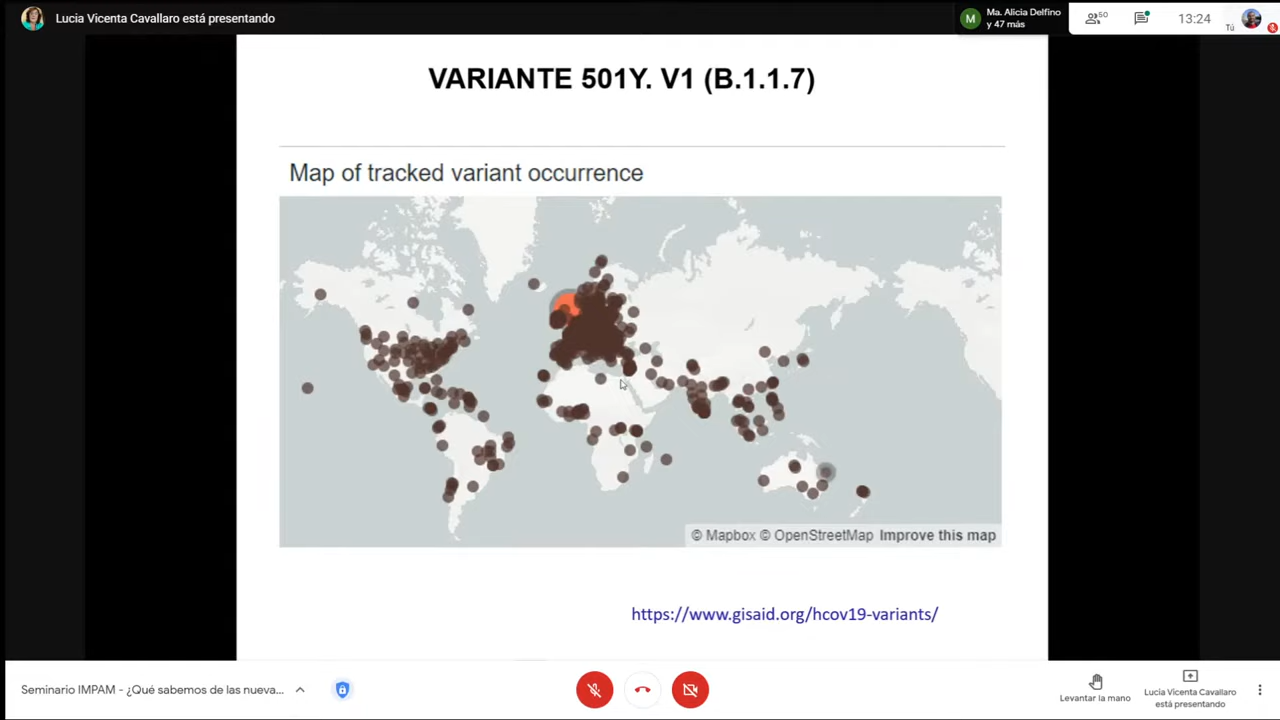 Lucia Vicenta Cavallaro está presentando
M
Ma. Alicia Delfino
y 47 más
50
13:24
Tú
VARIANTE 501Y. V1 (B.1.1.7)
Map of tracked variant occurrence
© Mapbox © OpenStreetMap Improve this map
https://www.gisaid.org/hcov19-variants/
Seminario IMPAM - ¿Qué sabemos de las nueva...
Levantar la mano
Lucia Vicenta Cavallaro
está presentando